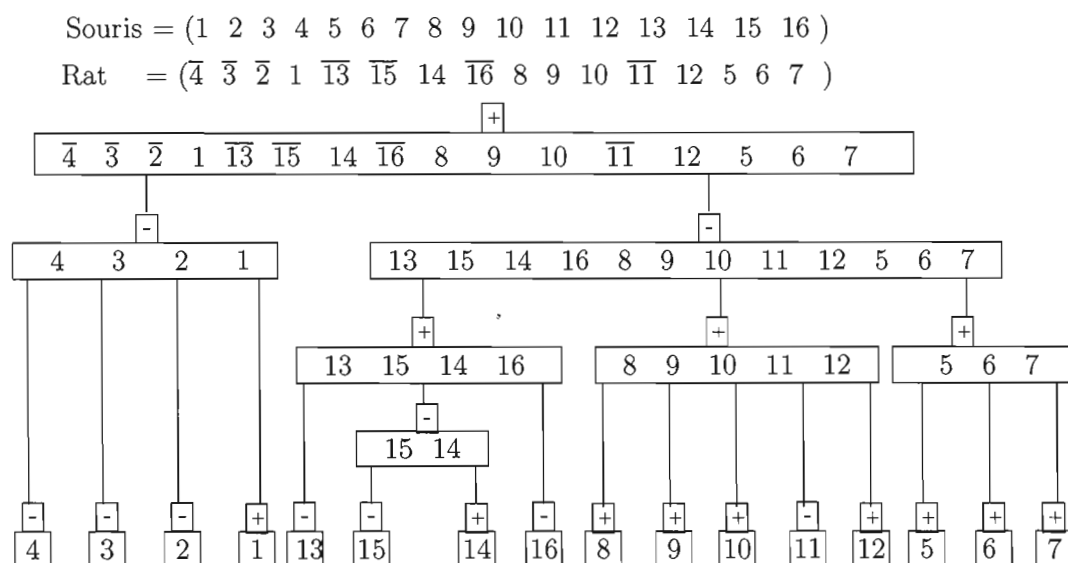 Souris = (1 2 3 4 5 6 7 8 9 10 11 12 13 14 15 16 )
Rat = (4̅ 3̅ 2̅ 1 1̅3̅ 1̅5̅ 14 1̅6̅ 8 9 10 1̅1̅ 12 5 6 7 )
+
4̅ 3̅ 2̅ 1 1̅3̅ 1̅5̅ 14 1̅6̅ 8 9 10 1̅1̅ 12 5 6 7
- -
4 3 2 1 13 15 14 16 8 9 10 11 12 5 6 7
+ + +
13 15 14 16 8 9 10 11 12 5 6 7
-
15 14
- - - + - - + - + + + - + + + +
4 3 2 1 13 15 14 16 8 9 10 11 12 5 6 7